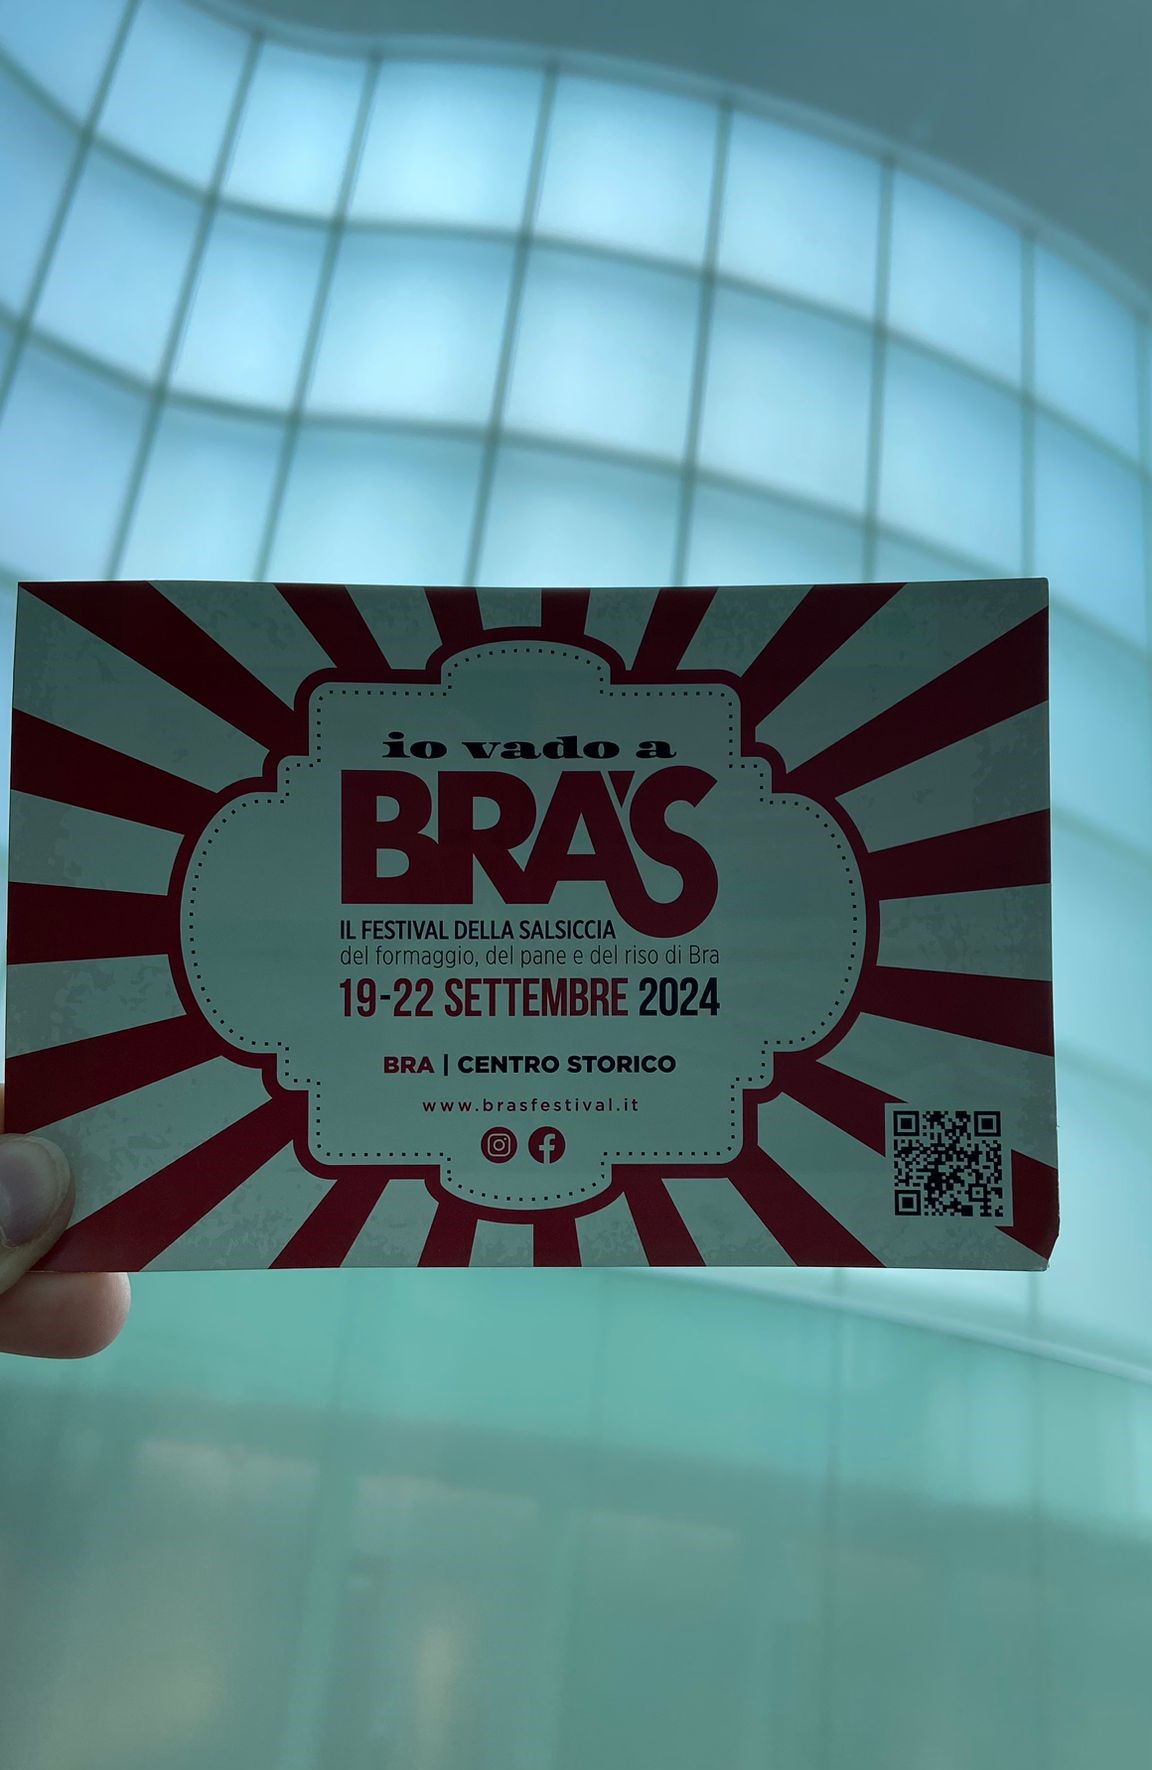 io vado a
BRA'S
IL FESTIVAL DELLA SALSICCIA
del formaggio, del pane e del riso di Bra
19-22 SETTEMBRE 2024
BRA | CENTRO STORICO
www.brasfestival.it